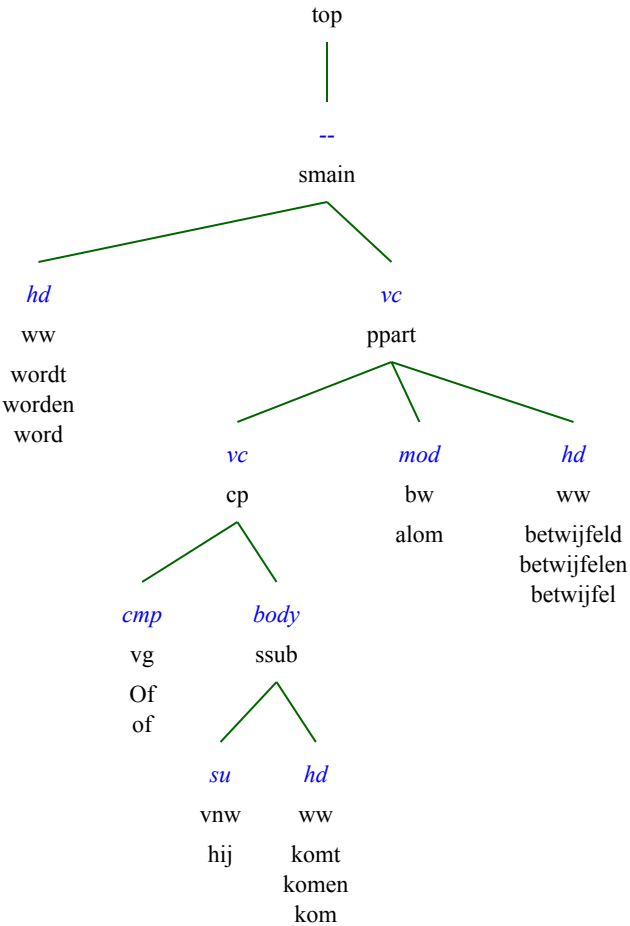 top
--
smain
hd vc
ww ppart
wordt
worden
word
vc mod hd
cp bw ww
alom betwijfeld
betwijfelen
betwijfel
cmp body
vg ssub
Of
of
su hd
vnw ww
hij komt
komen
kom